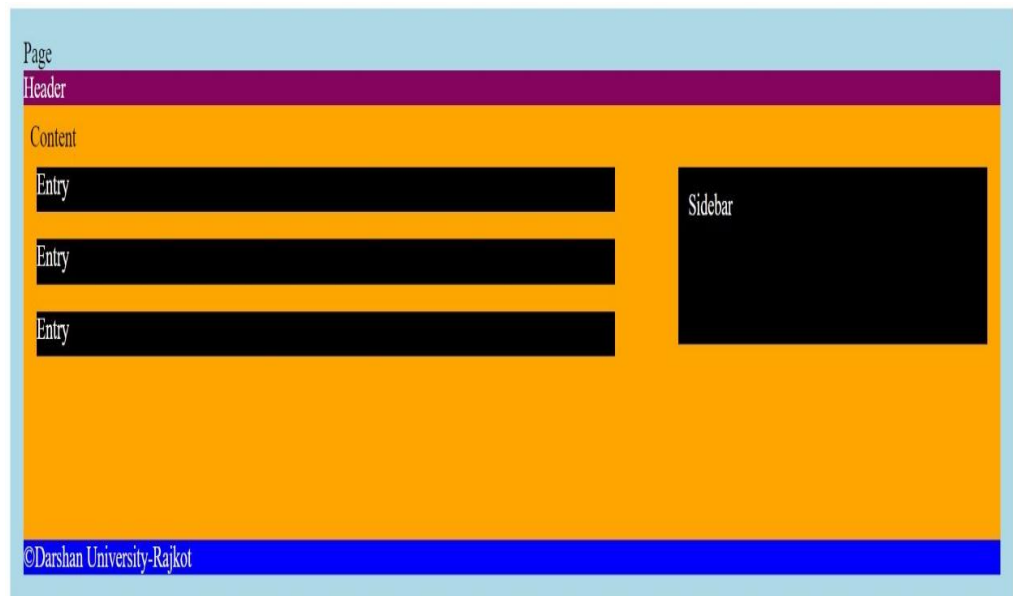 Page
Header
Content
Entry
Sidebar
Entry
Entry
©Darshan University-Rajkot